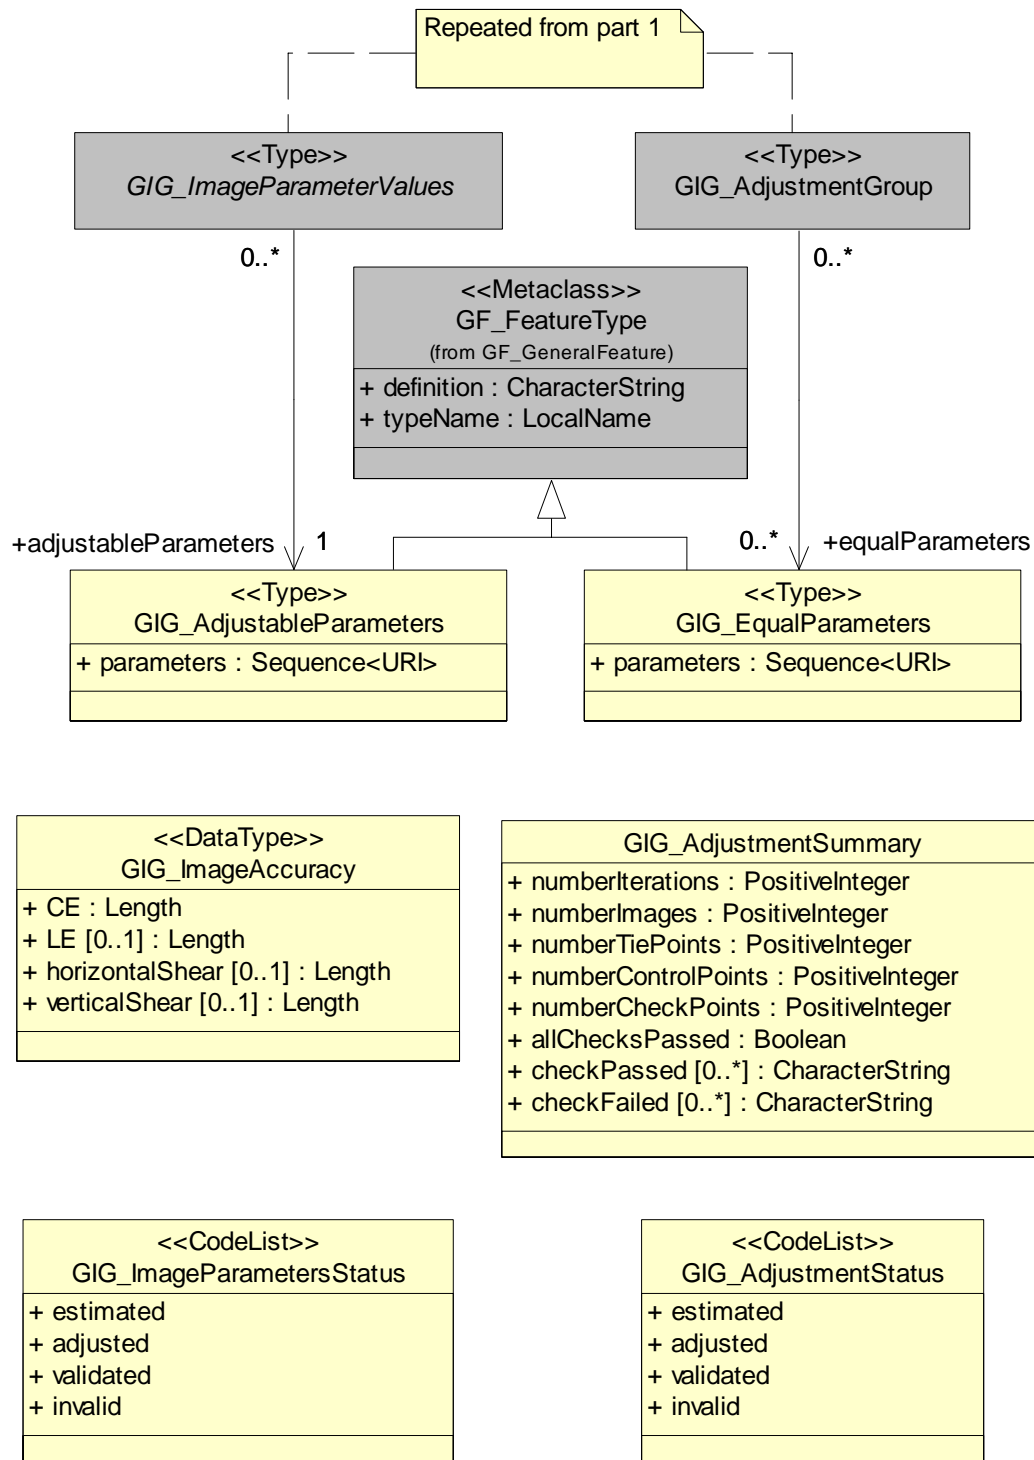 Repeated from part 1
<<Type>>
GIG_ImageParameterValues
<<Type>>
GIG_AdjustmentGroup
0..*
0..*
<<Metaclass>>
GF_FeatureType
(from GF_GeneralFeature)
+ definition : CharacterString
+ typeName : LocalName
+adjustableParameters
1
0..*
+equalParameters
<<Type>>
GIG_AdjustableParameters
+ parameters : Sequence<URI>
<<Type>>
GIG_EqualParameters
+ parameters : Sequence<URI>
<<DataType>>
GIG_ImageAccuracy
+ CE : Length
+ LE [0..1] : Length
+ horizontalShear [0..1] : Length
+ verticalShear [0..1] : Length
GIG_AdjustmentSummary
+ numberIterations : PositiveInteger
+ numberImages : PositiveInteger
+ numberTiePoints : PositiveInteger
+ numberControlPoints : PositiveInteger
+ numberCheckPoints : PositiveInteger
+ allChecksPassed : Boolean
+ checkPassed [0..*] : CharacterString
+ checkFailed [0..*] : CharacterString
<<CodeList>>
GIG_ImageParametersStatus
+ estimated
+ adjusted
+ validated
+ invalid
<<CodeList>>
GIG_AdjustmentStatus
+ estimated
+ adjusted
+ validated
+ invalid